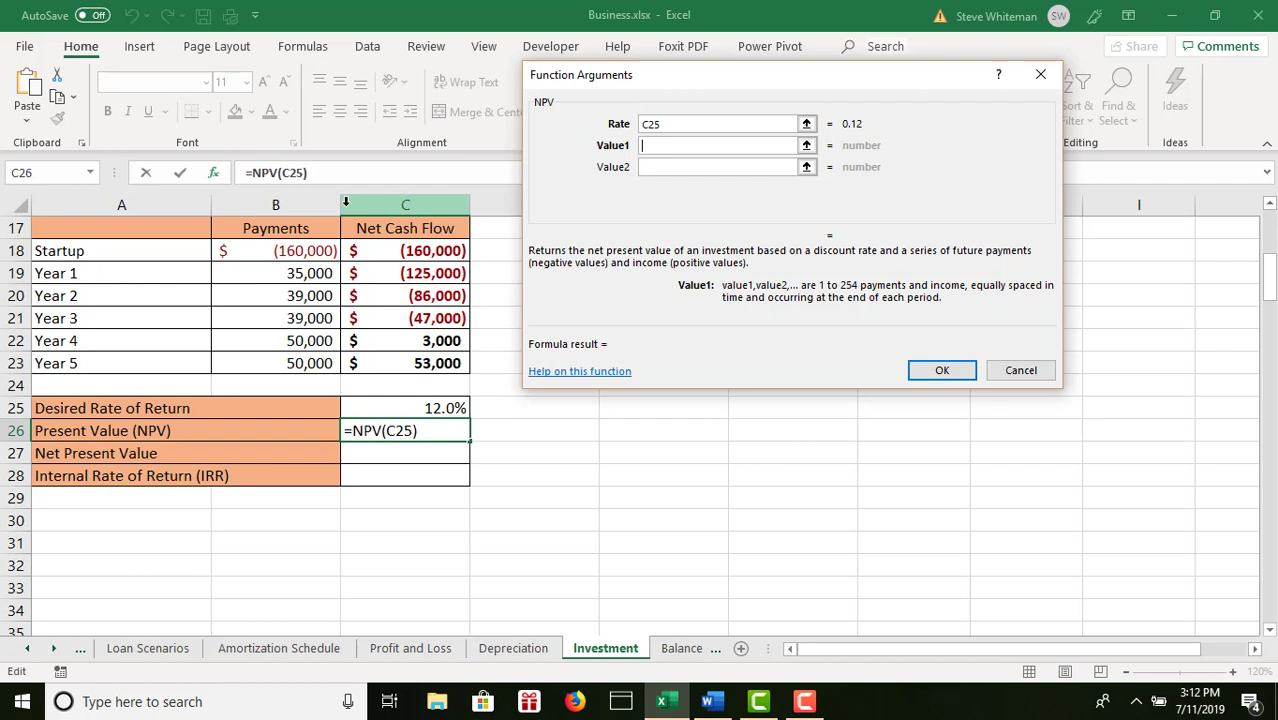 AutoSave Off Business.xlsx - Excel Steve Whiteman SW
File Home Insert Page Layout Formulas Data Review View Developer Help Foxit PDF Power Pivot Search Share Comments
Paste 11 A A B I U A Wrap Text Merge & Cente Sort & Filter Find & Select Ideas
Clipboard Alignment Ideas
C26 fx =NPV(C25)
A B C I
17 Payments Net Cash Flow
18 Startup $ (160,000) $ (160,000)
19 Year 1 35,000 $ (125,000)
20 Year 2 39,000 $ (86,000)
21 Year 3 39,000 $ (47,000)
22 Year 4 50,000 $ 3,000
23 Year 5 50,000 $ 53,000
24
25 Desired Rate of Return 12.0%
26 Present Value (NPV) =NPV(C25)
27 Net Present Value
28 Internal Rate of Return (IRR)
29
30
31
32
33
34
35
Function Arguments ?
NPV
Rate C25 = 0.12
Value1 = number
Value2 = number
=
Returns the net present value of an investment based on a discount rate and a series of future payments
(negative values) and income (positive values).
Value1: value1,value2,... are 1 to 254 payments and income, equally spaced in
time and occurring at the end of each period.
Formula result =
Help on this function OK Cancel
... Loan Scenarios Amortization Schedule Profit and Loss Depreciation Investment Balance ...
Edit 120%
Type here to search 3:12 PM
7/11/2019 4